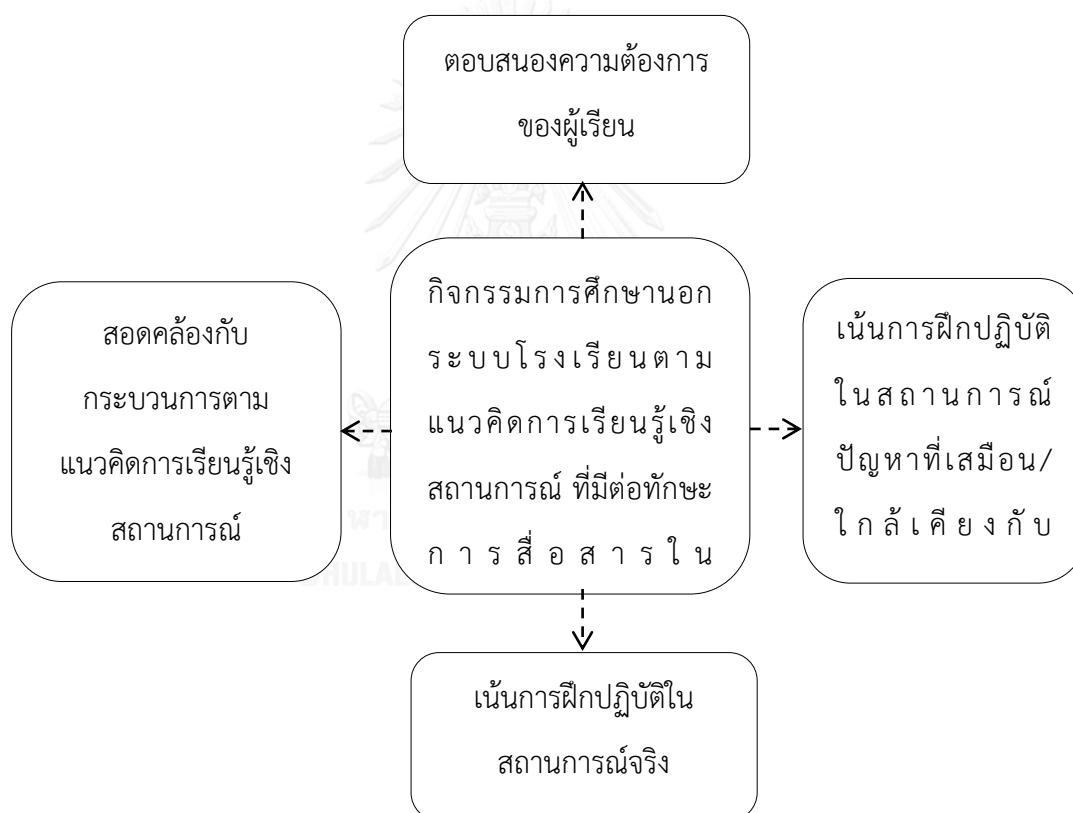 ตอบสนองความต้องการ
ของผู้เรียน
สอดคล้องกับ
กระบวนการตาม
แนวคิดการเรียนรู้เชิง
สถานการณ์
กิจกรรมการศึกษานอก
ระบบโรงเรียนตาม
แนวคิดการเรียนรู้เชิง
สถานการณ์ ที่มีต่อทักษะ
การสื่อสารใน
เน้นการฝึกปฏิบัติ
ในสถานการณ์
ปัญหาที่เสมือน/
ใกล้เคียงกับ
เน้นการฝึกปฏิบัติใน
สถานการณ์จริง